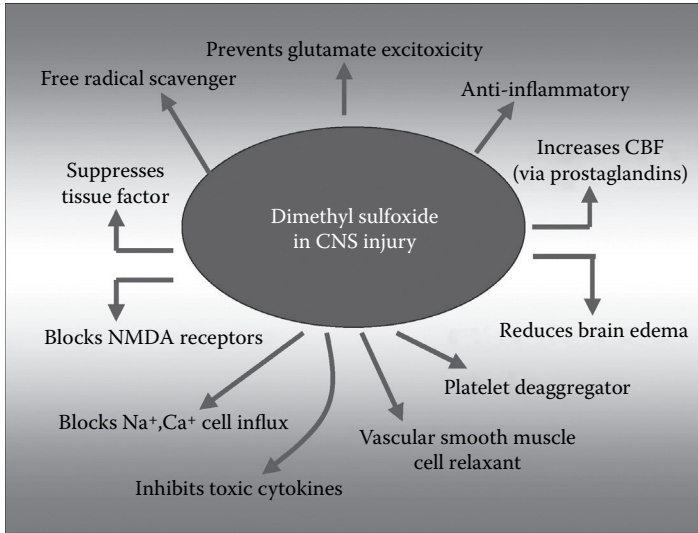 Prevents glutamate excitoxicity
Free radical scavenger
Anti-inflammatory
Increases CBF
(via prostaglandins)
Suppresses
tissue factor
Dimethyl sulfoxide
in CNS injury
Blocks NMDA receptors
Reduces brain edema
Platelet deaggregator
Blocks Na⁺,Ca⁺ cell influx
Vascular smooth muscle
cell relaxant
Inhibits toxic cytokines